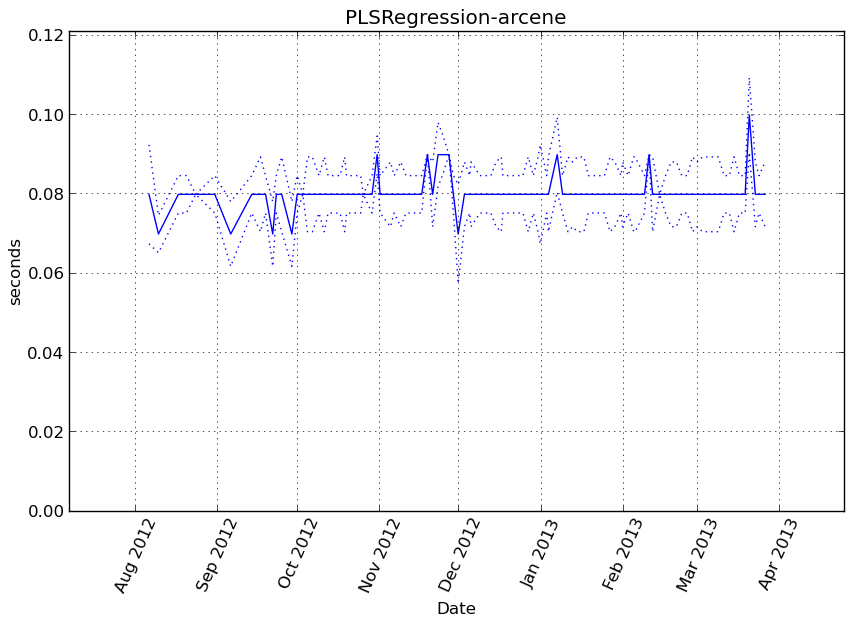 PLSRegression-arcene
0.12
0.10
0.08
0.06
0.04
0.02
0.00
seconds
Aug 2012
Sep 2012
Oct 2012
Nov 2012
Dec 2012
Jan 2013
Feb 2013
Mar 2013
Apr 2013
Date